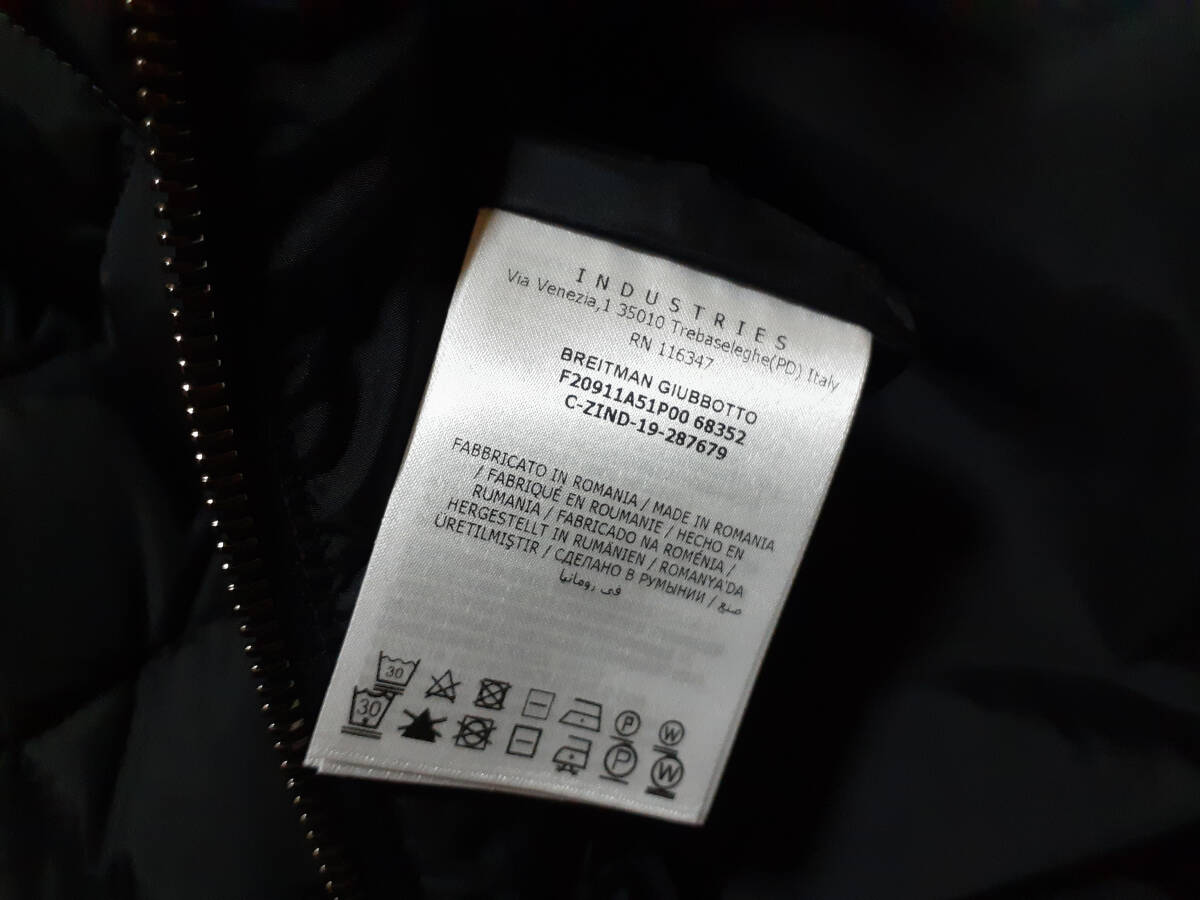 INDUSTRIES
Via Venezia,1 35010 Trebaseleghe(PD) Italy
RN 116347
BREITMAN GIUBBOTTO
F20911A51P00 68352
C-ZIND-19-287679
FABBRICATO IN ROMANIA / MADE IN ROMANIA
/ FABRIQUÉ EN ROUMANIE / HECHO EN
RUMANIA / FABRICADO NA ROMÉNIA /
HERGESTELLT IN RUMÄNIEN / ROMANYA'DA
ÜRETILMIŞTIR / СДЕЛАНО В РУМЫНИИ / صنع
في رومانيا
30 P W
30 P W